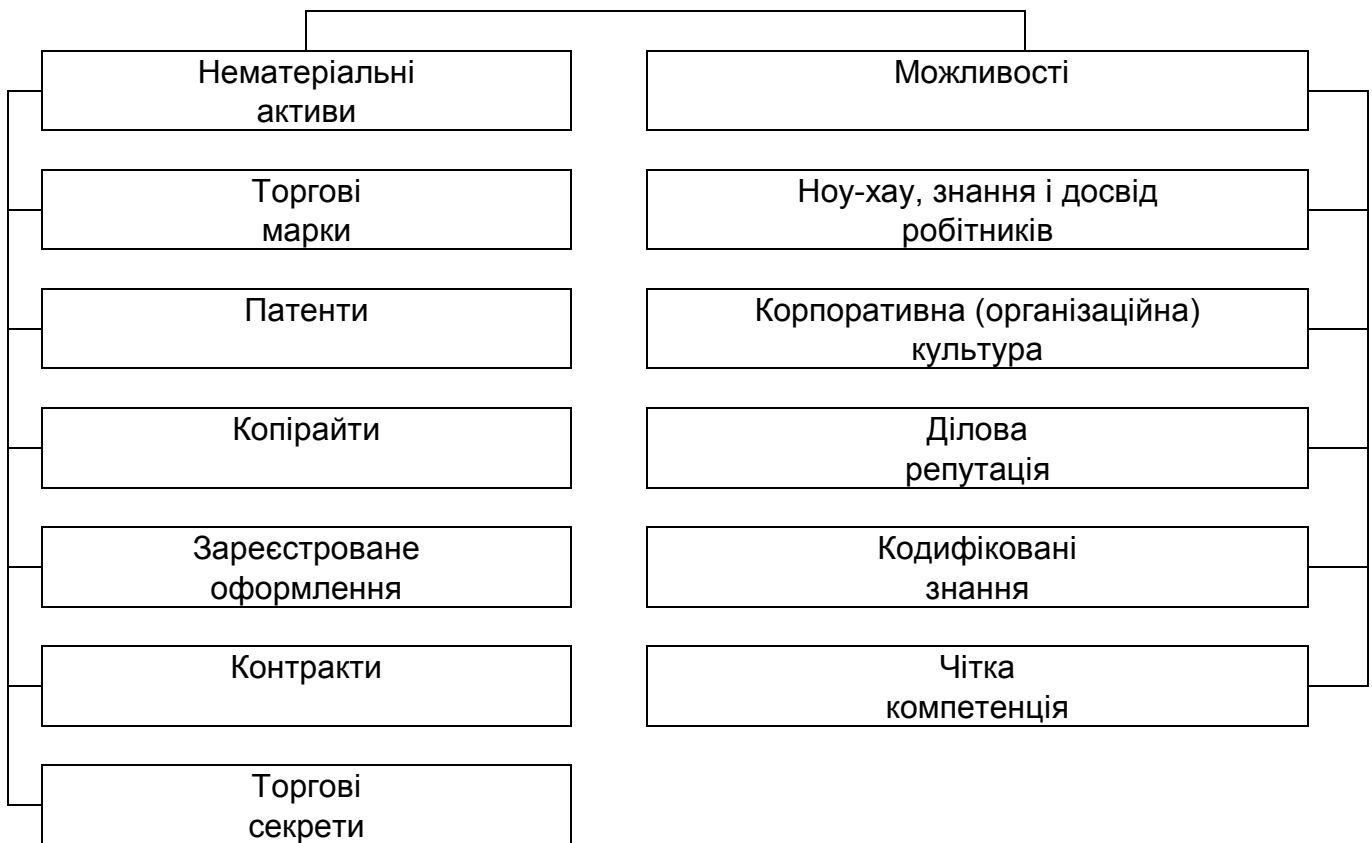 Нематеріальні
активи
Можливості
Торгові
марки
Ноу-хау, знання і досвід
робітників
Патенти
Корпоративна (організаційна)
культура
Копірайти
Ділова
репутація
Зареєстроване
оформлення
Кодифіковані
знання
Контракти
Чітка
компетенція
Торгові
секрети